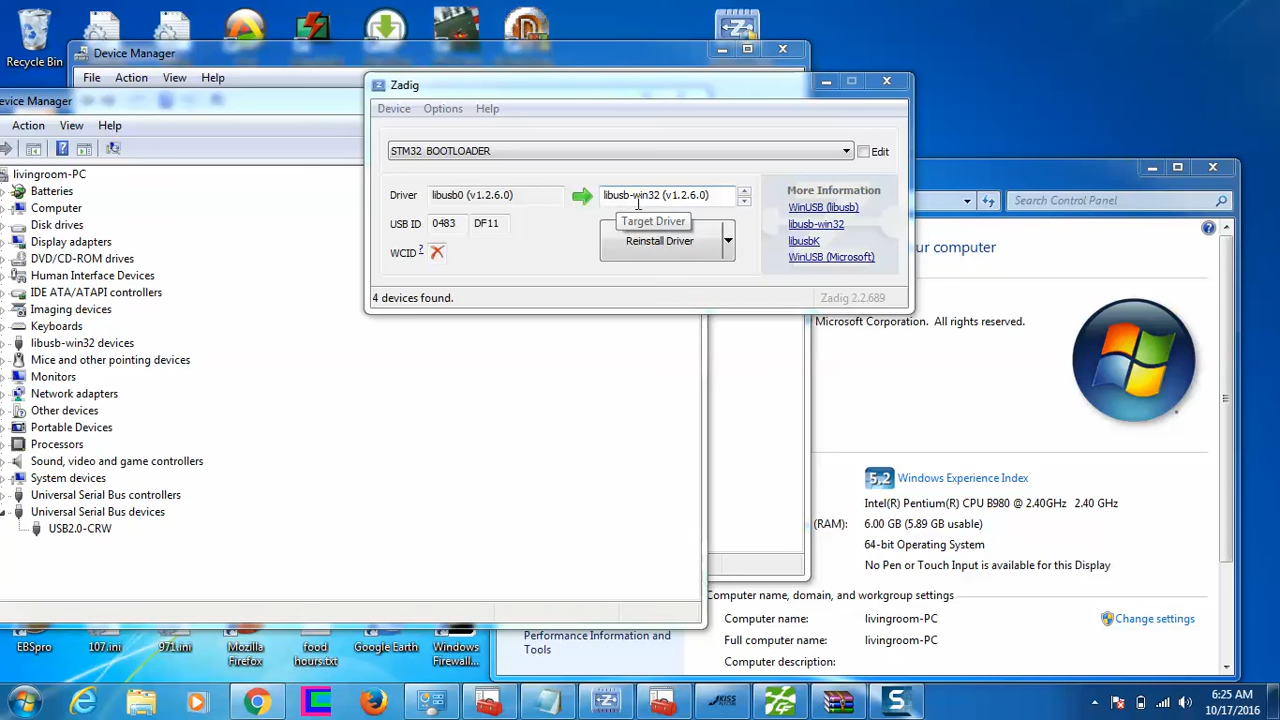 Recycle Bin
Device Manager
File Action View Help
Device Manager
Action View Help
livingroom-PC
Batteries
Computer
Disk drives
Display adapters
DVD/CD-ROM drives
Human Interface Devices
IDE ATA/ATAPI controllers
Imaging devices
Keyboards
libusb-win32 devices
Mice and other pointing devices
Monitors
Network adapters
Other devices
Portable Devices
Processors
Sound, video and game controllers
System devices
Universal Serial Bus controllers
Universal Serial Bus devices
USB2.0-CRW
Zadig
Device Options Help
STM32 BOOTLOADER
Edit
Driver libusb0 (v1.2.6.0) libusb-win32 (v1.2.6.0)
Target Driver
USB ID 0483 DF11
Reinstall Driver
WCID ?
More Information
WinUSB (libusb)
libusb-win32
libusbK
WinUSB (Microsoft)
4 devices found.
Zadig 2.2.689
Search Control Panel
ur computer
Microsoft Corporation. All rights reserved.
5.2 Windows Experience Index
Intel(R) Pentium(R) CPU B980 @ 2.40GHz 2.40 GHz
(RAM): 6.00 GB (5.89 GB usable)
64-bit Operating System
No Pen or Touch Input is available for this Display
Computer name, domain, and workgroup settings
Computer name: livingroom-PC
Change settings
Full computer name: livingroom-PC
Computer description:
Performance Information and
Tools
EBSpro
107.ini
971.ini
Mozilla
Firefox
food
hours.txt
Google Earth
Windows
Firewall...
KISS
6:25 AM
10/17/2016